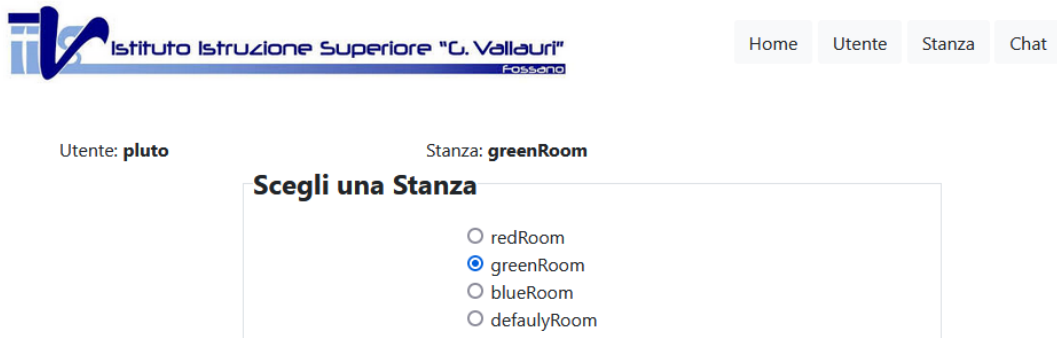 IIS Istituto Istruzione Superiore "G. Vallauri"
Fossano
Home Utente Stanza Chat
Utente: pluto Stanza: greenRoom
Scegli una Stanza
redRoom
greenRoom
blueRoom
defaulyRoom